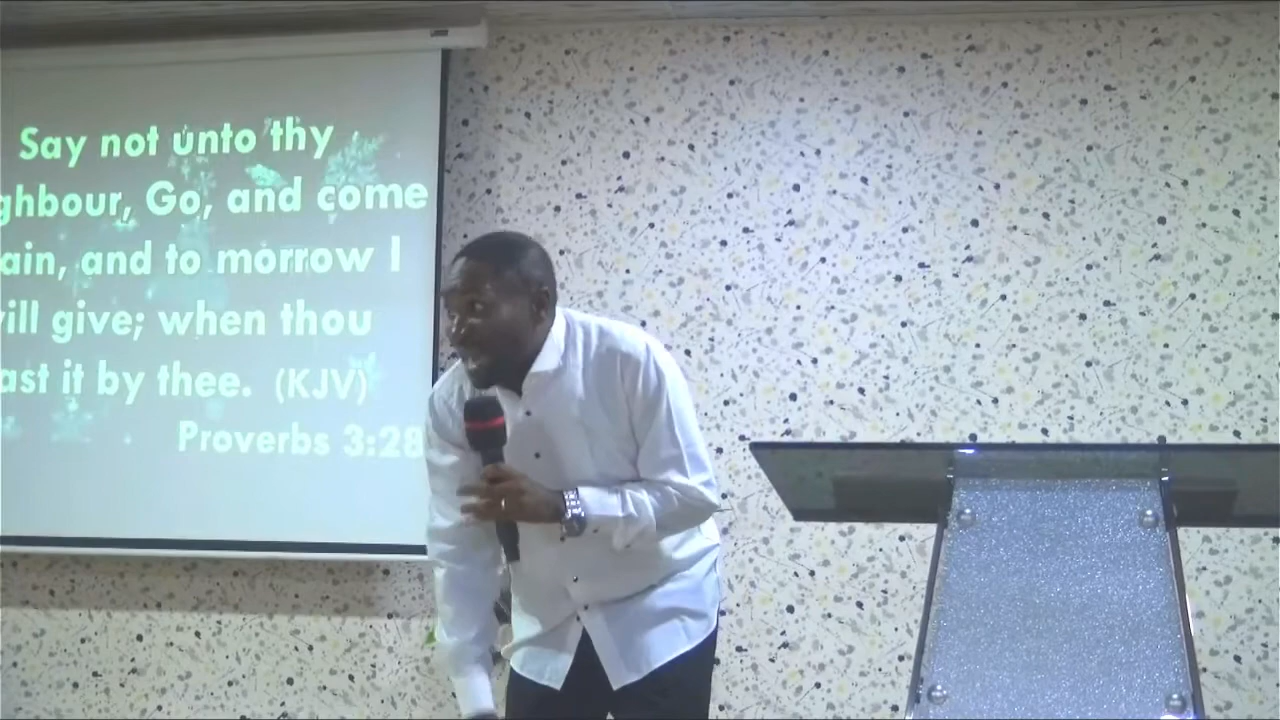 Say not unto thy
ghbour, Go, and come
ain, and to morrow I
ill give; when thou
ast it by thee. (KJV)
Proverbs 3:28